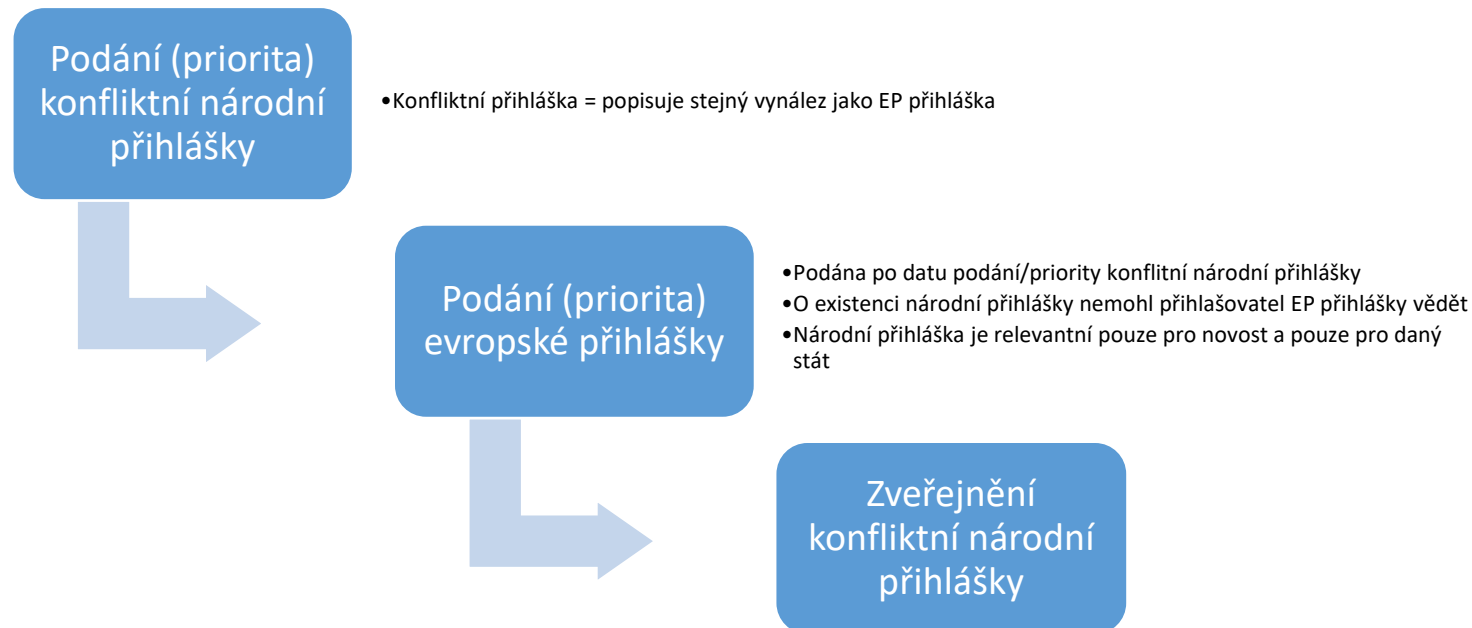 Podání (priorita)
konfliktní národní
přihlášky
•Konfliktní přihláška = popisuje stejný vynález jako EP přihláška
Podání (priorita)
evropské přihlášky
•Podána po datu podání/priority konflitní národní přihlášky
•O existenci národní přihlášky nemohl přihlašovatel EP přihlášky vědět
•Národní přihláška je relevantní pouze pro novost a pouze pro daný
stát
Zveřejnění
konfliktní národní
přihlášky